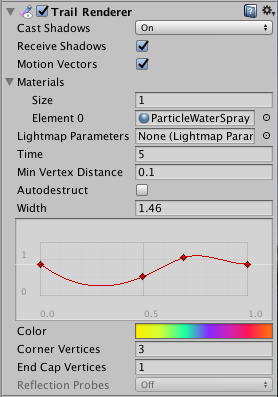 Trail Renderer
Cast Shadows On
Receive Shadows
Motion Vectors
Materials
Size 1
Element 0 ParticleWaterSpray
Lightmap Parameters None (Lightmap Parar
Time 5
Min Vertex Distance 0.1
Autodestruct
Width 1.46
1
0
0.0 0.5 1.0
Color
Corner Vertices 3
End Cap Vertices 1
Reflection Probes Off